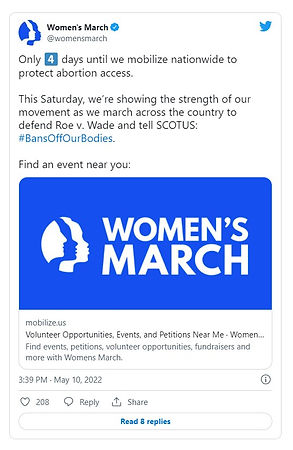 Women's March
@womensmarch
Only 4 days until we mobilize nationwide to
protect abortion access.
This Saturday, we're showing the strength of our
movement as we march across the country to
defend Roe v. Wade and tell SCOTUS:
#BansOffOurBodies.
Find an event near you:
WOMEN'S
MARCH
mobilize.us
Volunteer Opportunities, Events, and Petitions Near Me · Women...
Find events, petitions, volunteer opportunities, fundraisers and
more with Womens March.
3:39 PM · May 10, 2022
208 Reply Share
Read 8 replies